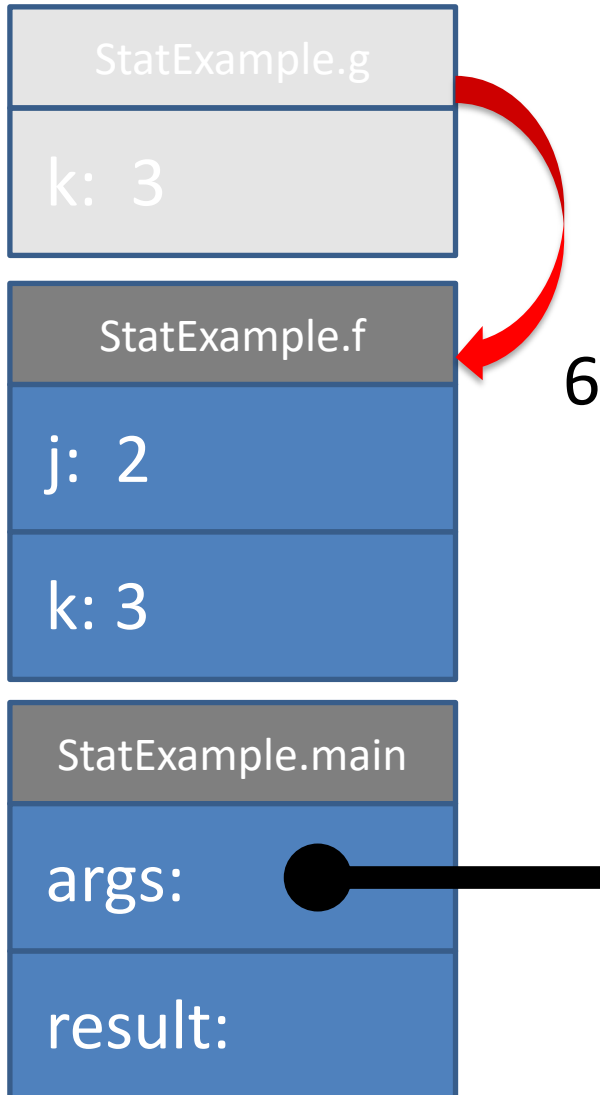 StatExample.g
k: 3
StatExample.f
6
j: 2
k: 3
StatExample.main
args:
result: